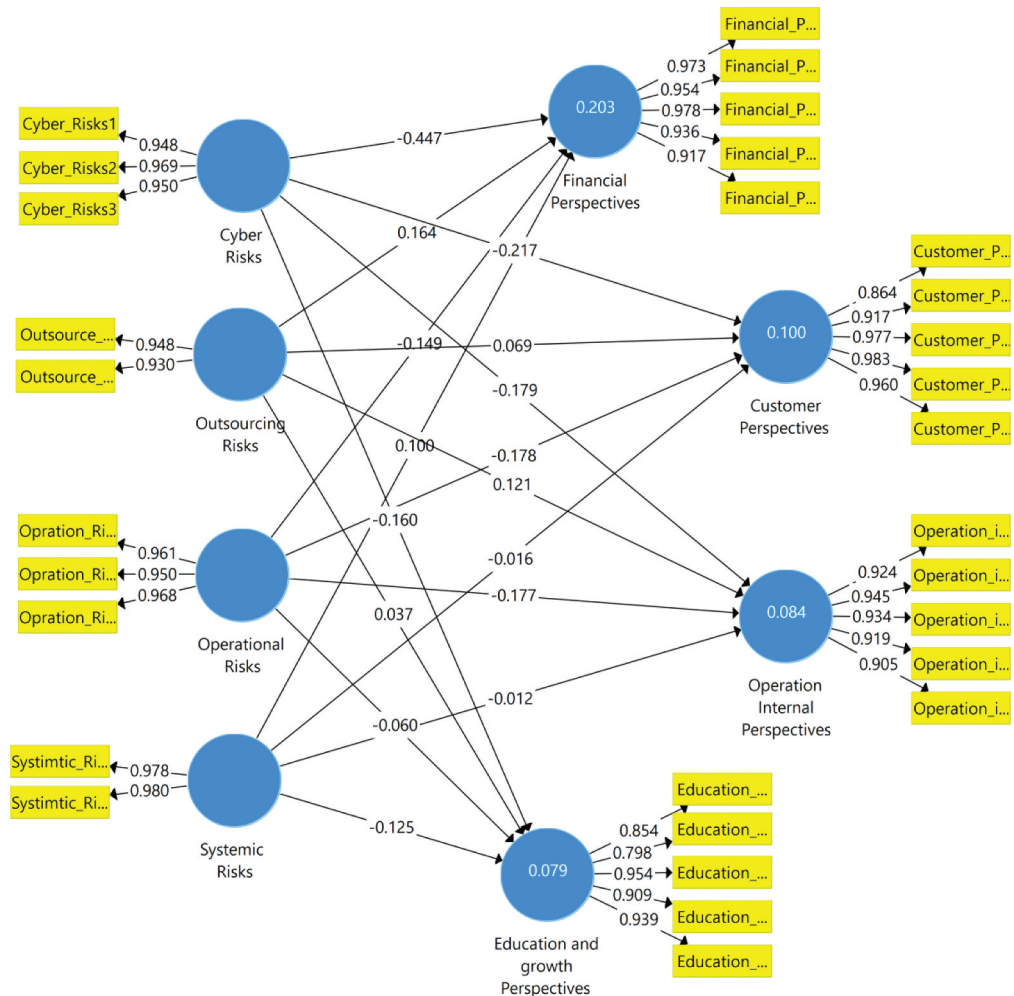 Financial_P...
Financial_P...
Financial_P...
Financial_P...
Financial_P...
0.973
0.954
0.978
0.936
0.917
0.203
Financial
Perspectives
Cyber_Risks1
Cyber_Risks2
Cyber_Risks3
0.948
0.969
0.950
Cyber
Risks
-0.447
0.164
-0.149
0.100
-0.217
0.069
-0.178
-0.016
-0.179
0.121
-0.177
-0.012
-0.160
0.037
-0.060
-0.125
Outsource_...
Outsource_...
0.948
0.930
Outsourcing
Risks
Customer_P...
Customer_P...
Customer_P...
Customer_P...
Customer_P...
0.864
0.917
0.977
0.983
0.960
0.100
Customer
Perspectives
Opration_Ri...
Opration_Ri...
Opration_Ri...
0.961
0.950
0.968
Operational
Risks
Operation_i...
Operation_i...
Operation_i...
Operation_i...
Operation_i...
0.924
0.945
0.934
0.919
0.905
0.084
Operation
Internal
Perspectives
Systimtic_Ri...
Systimtic_Ri...
0.978
0.980
Systemic
Risks
Education_...
Education_...
Education_...
Education_...
Education_...
0.854
0.798
0.954
0.909
0.939
0.079
Education and
growth
Perspectives